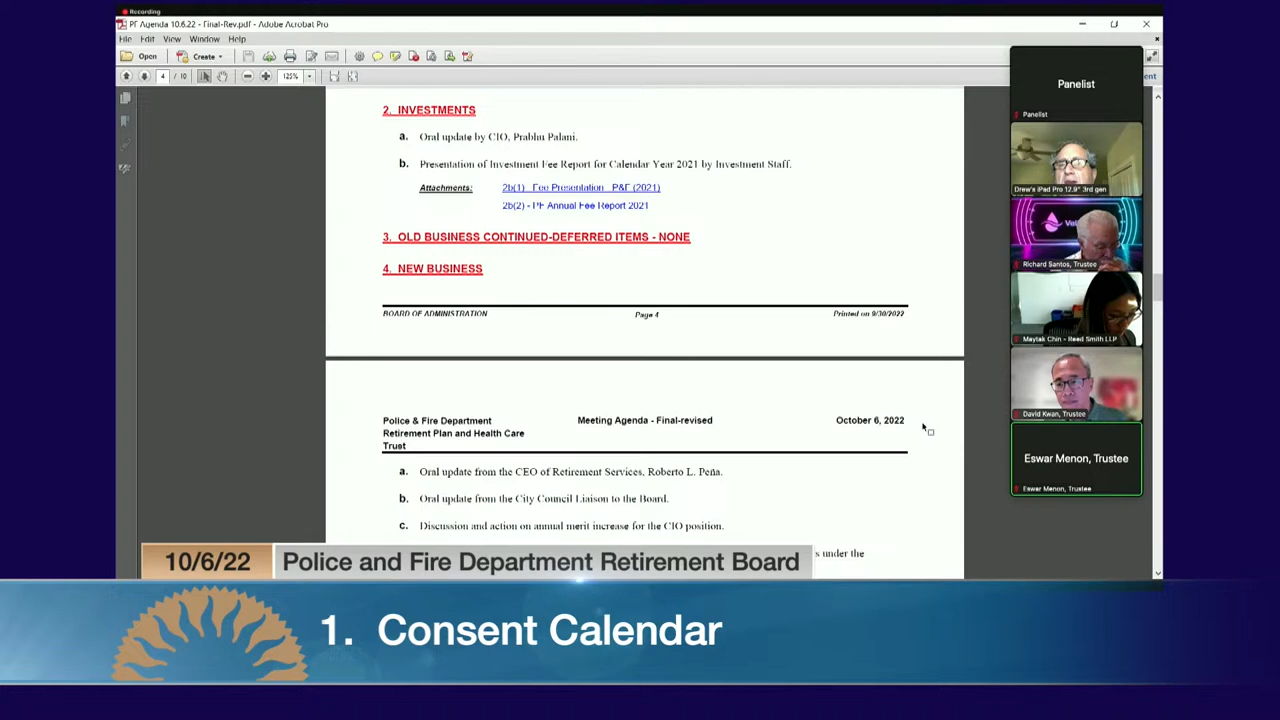 Recording
PF Agenda 10.6.22 - Final-Rev.pdf - Adobe Acrobat Pro
File Edit View Window Help
Open Create
4 / 10 125%
2. INVESTMENTS
a. Oral update by CIO, Prabhu Palani.
b. Presentation of Investment Fee Report for Calendar Year 2021 by Investment Staff.
Attachments: 2b(1) - Fee Presentation - P&F (2021)
2b(2) - PF Annual Fee Report 2021
3. OLD BUSINESS CONTINUED-DEFERRED ITEMS - NONE
4. NEW BUSINESS
BOARD OF ADMINISTRATION Page 4 Printed on 9/30/2022
Police & Fire Department Meeting Agenda - Final-revised October 6, 2022
Retirement Plan and Health Care
Trust
a. Oral update from the CEO of Retirement Services, Roberto L. Peña.
b. Oral update from the City Council Liaison to the Board.
c. Discussion and action on annual merit increase for the CIO position.
s under the
Panelist
Panelist
Drew's iPad Pro 12.9" 3rd gen
Richard Santos, Trustee
Maytak Chin - Reed Smith LLP
David Kwan, Trustee
Eswar Menon, Trustee
Eswar Menon, Trustee
10/6/22 Police and Fire Department Retirement Board
1. Consent Calendar